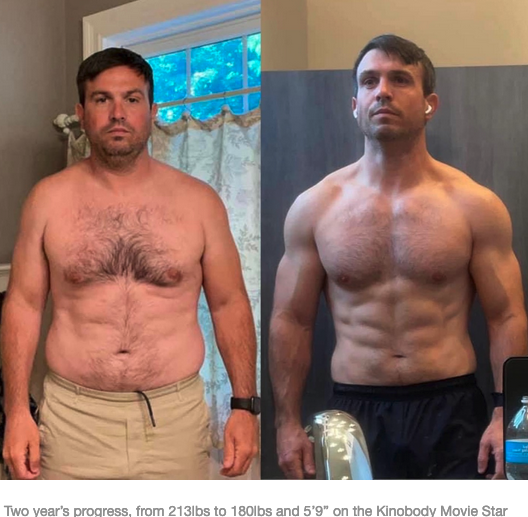 Two year’s progress, from 213lbs to 180lbs and 5’9” on the Kinobody Movie Star